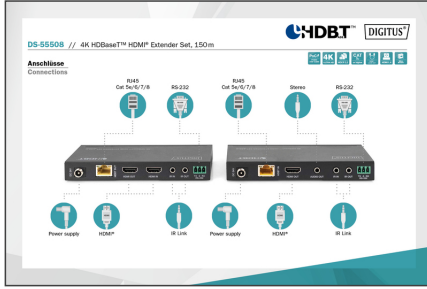 HDBT™ DIGITUS®
DS-55508 // 4K HDBaseT™ HDMI® Extender Set, 150 m
4K
Anschlüsse
Connections
RJ45
Cat 5e/6/7/8
RS-232
RJ45
Cat 5e/6/7/8
Stereo
RS-232
Power supply
HDMI®
IR Link
Power supply
HDMI®
IR Link